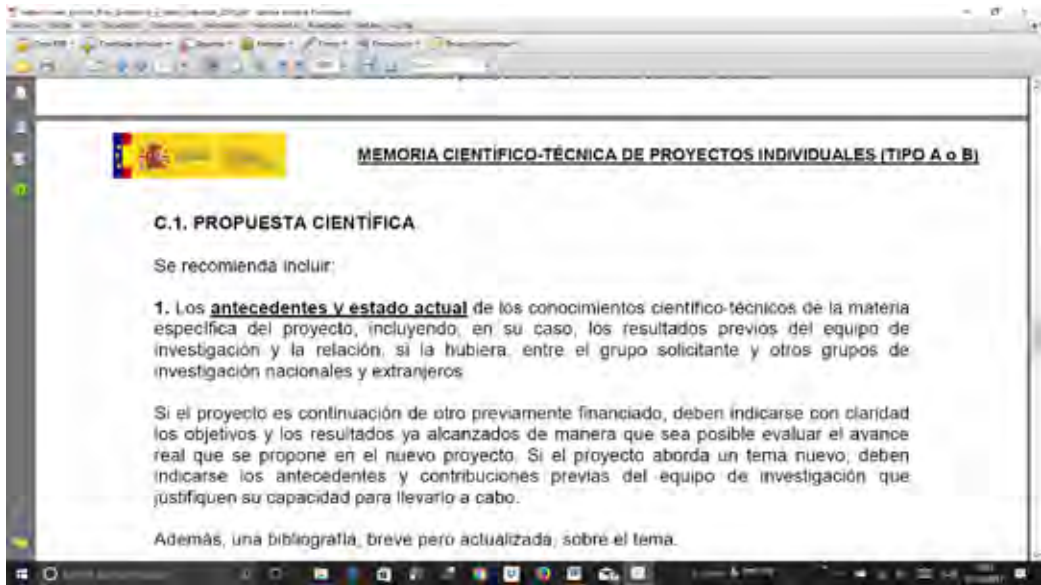 MEMORIA CIENTÍFICO-TÉCNICA DE PROYECTOS INDIVIDUALES (TIPO A o B)
C.1. PROPUESTA CIENTÍFICA
Se recomienda incluir:
1. Los antecedentes y estado actual de los conocimientos científico-técnicos de la materia
específica del proyecto, incluyendo, en su caso, los resultados previos del equipo de
investigación y la relación, si la hubiera, entre el grupo solicitante y otros grupos de
investigación nacionales y extranjeros
Si el proyecto es continuación de otro previamente financiado, deben indicarse con claridad
los objetivos y los resultados ya alcanzados de manera que sea posible evaluar el avance
real que se propone en el nuevo proyecto. Si el proyecto aborda un tema nuevo, deben
indicarse los antecedentes y contribuciones previas del equipo de investigación que
justifiquen su capacidad para llevarlo a cabo.
Además, una bibliografía, breve pero actualizada, sobre el tema.